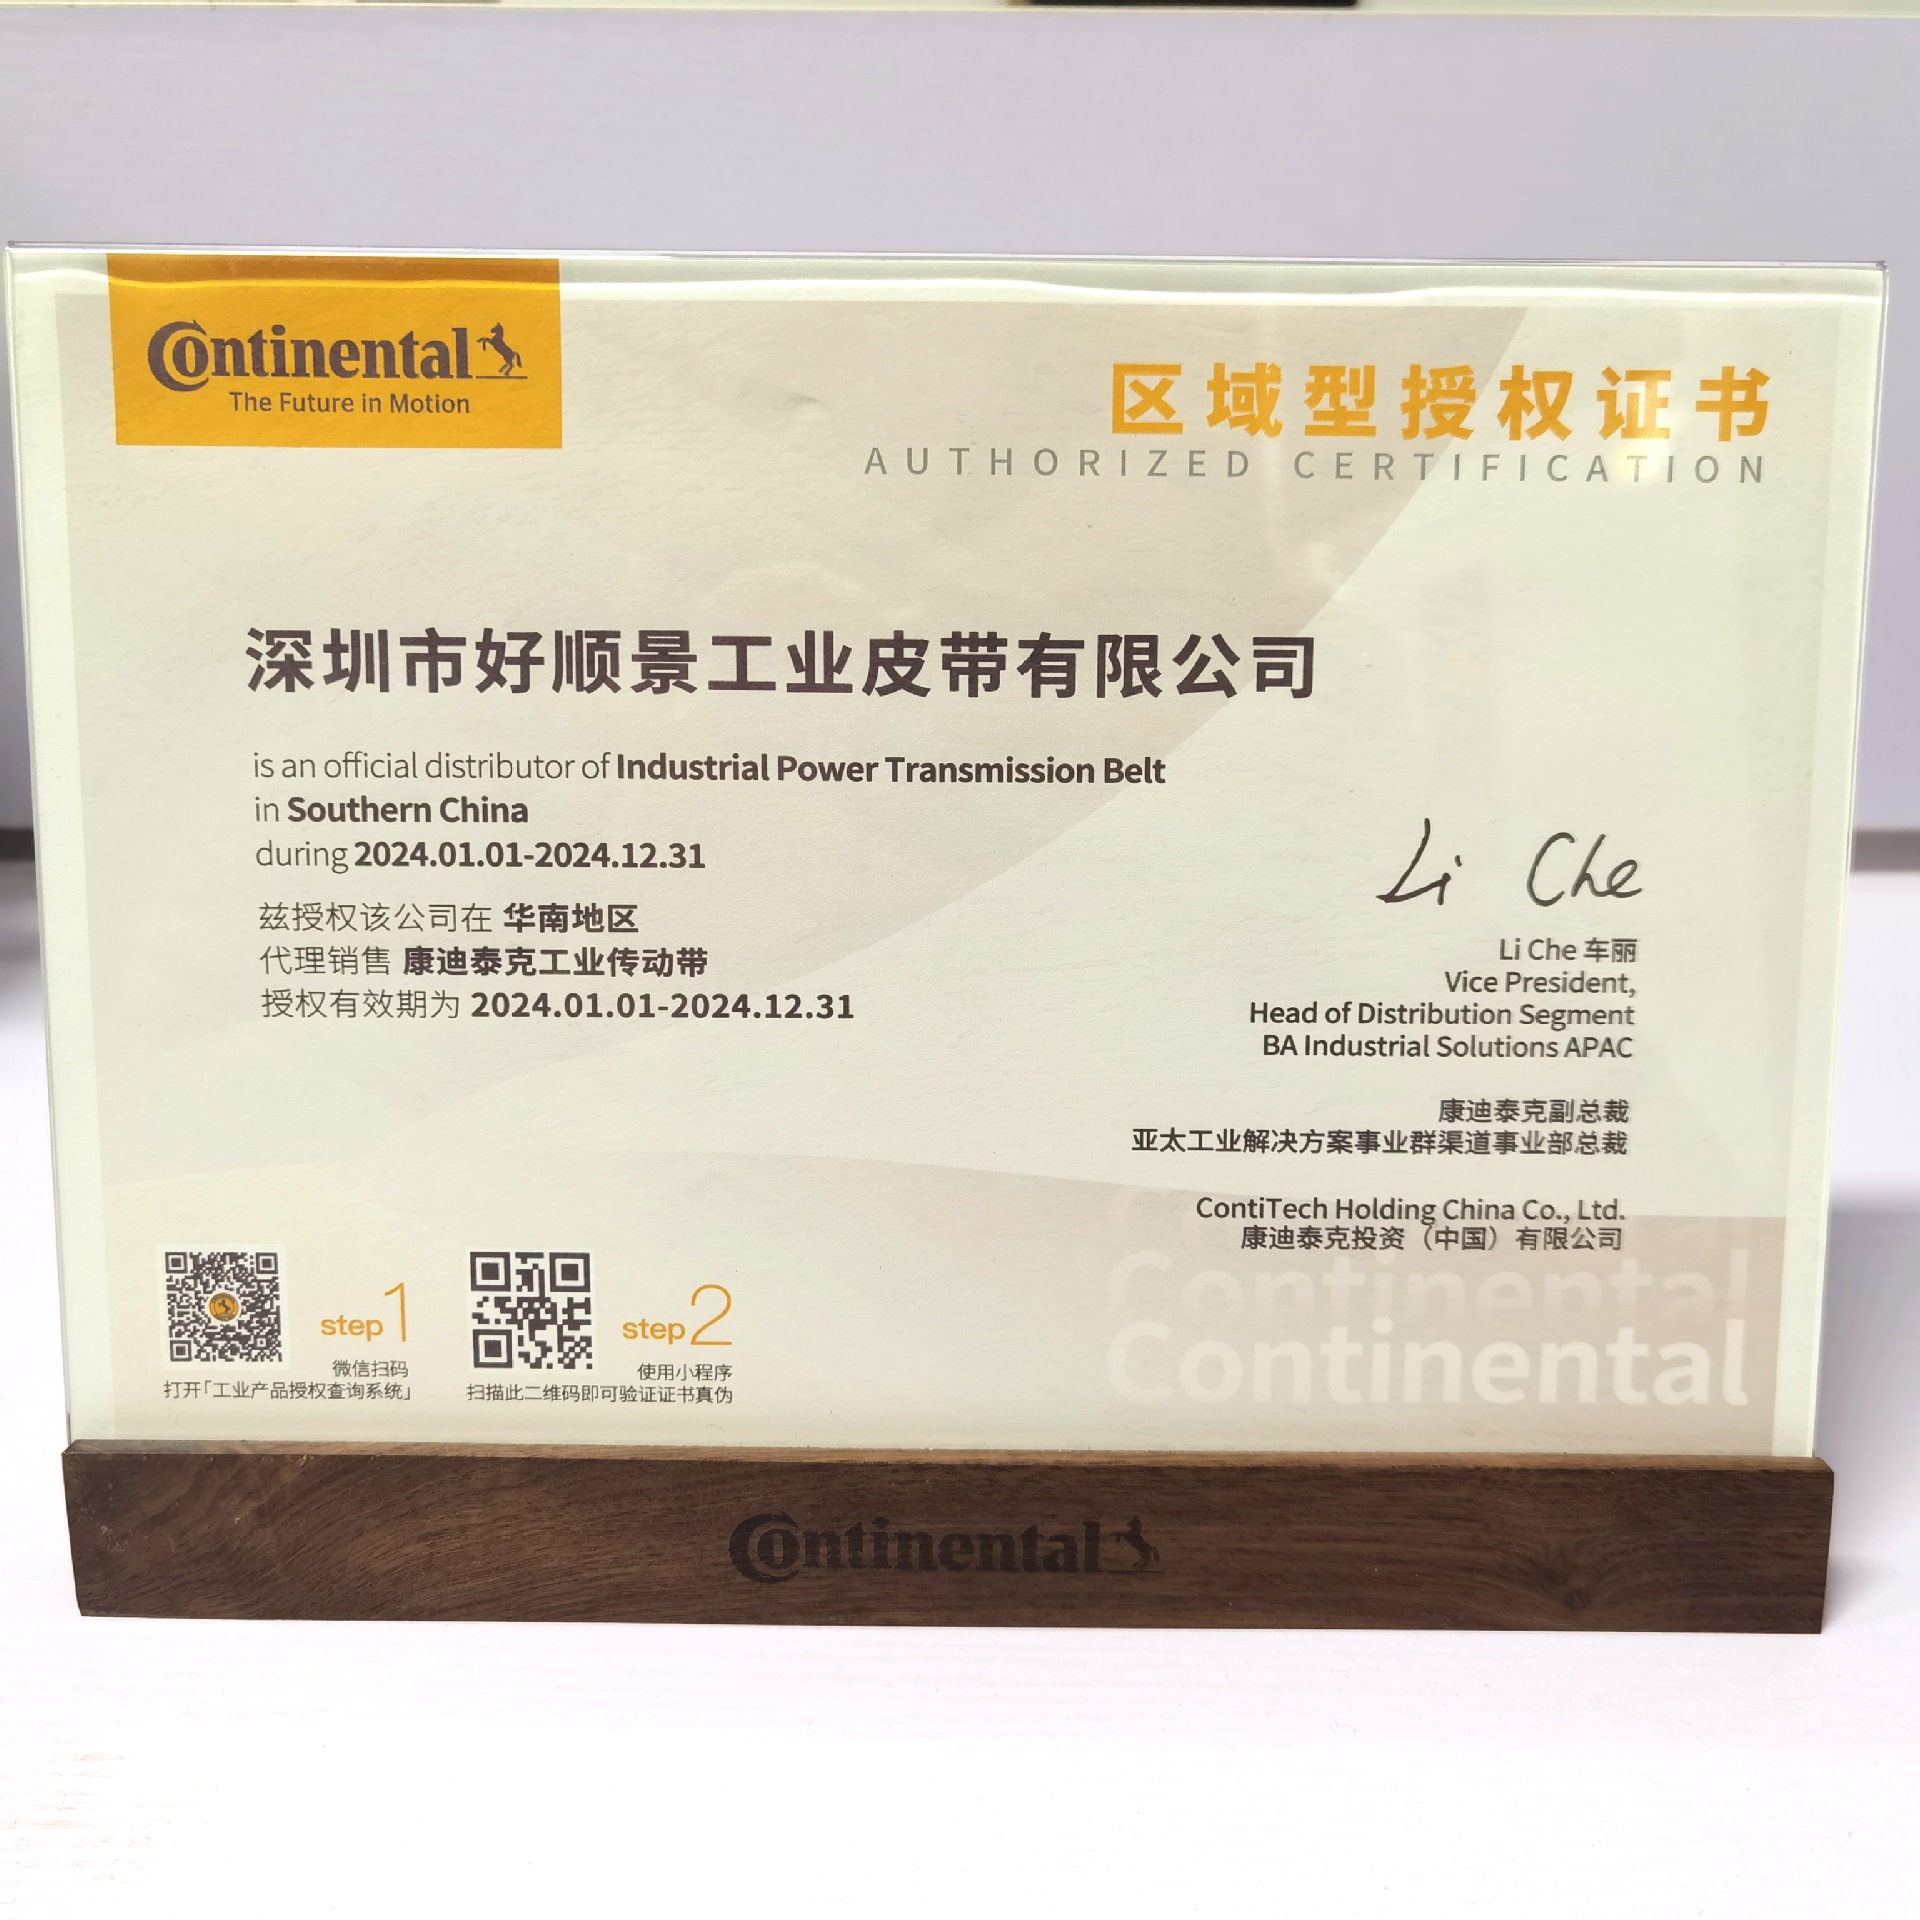 Continental
The Future in Motion
区域型授权证书
AUTHORIZED CERTIFICATION
深圳市好顺景工业皮带有限公司
is an official distributor of Industrial Power Transmission Belt
in Southern China
during 2024.01.01-2024.12.31
兹授权该公司在 华南地区
代理销售 康迪泰克工业传动带
授权有效期为 2024.01.01-2024.12.31
Li Che
Li Che 车丽
Vice President,
Head of Distribution Segment
BA Industrial Solutions APAC
康迪泰克副总裁
亚太工业解决方案事业群渠道事业部总裁
ContiTech Holding China Co., Ltd.
康迪泰克投资（中国）有限公司
step1
微信扫码
打开「工业产品授权查询系统」
step2
使用小程序
扫描此二维码即可验证证书真伪
Continental
Continental
Continental